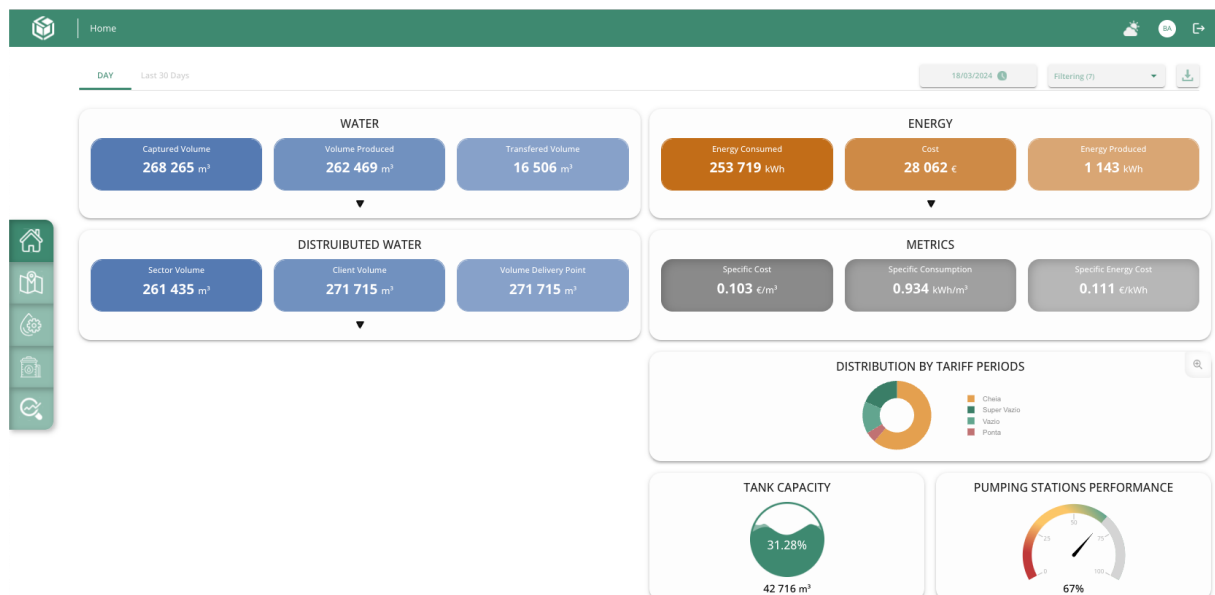 Home
BA
DAY
Last 30 Days
18/03/2024
Filtering (7)
WATER
Captured Volume
268 265 m³
Volume Produced
262 469 m³
Transfered Volume
16 506 m³
ENERGY
Energy Consumed
253 719 kWh
Cost
28 062 €
Energy Produced
1 143 kWh
DISTRUIBUTED WATER
Sector Volume
261 435 m³
Client Volume
271 715 m³
Volume Delivery Point
271 715 m³
METRICS
Specific Cost
0.103 €/m³
Specific Consumption
0.934 kWh/m³
Specific Energy Cost
0.111 €/kWh
DISTRIBUTION BY TARIFF PERIODS
Cheia
Super Vazio
Vazio
Ponta
TANK CAPACITY
31.28%
42 716 m³
PUMPING STATIONS PERFORMANCE
0
25
50
75
100
67%